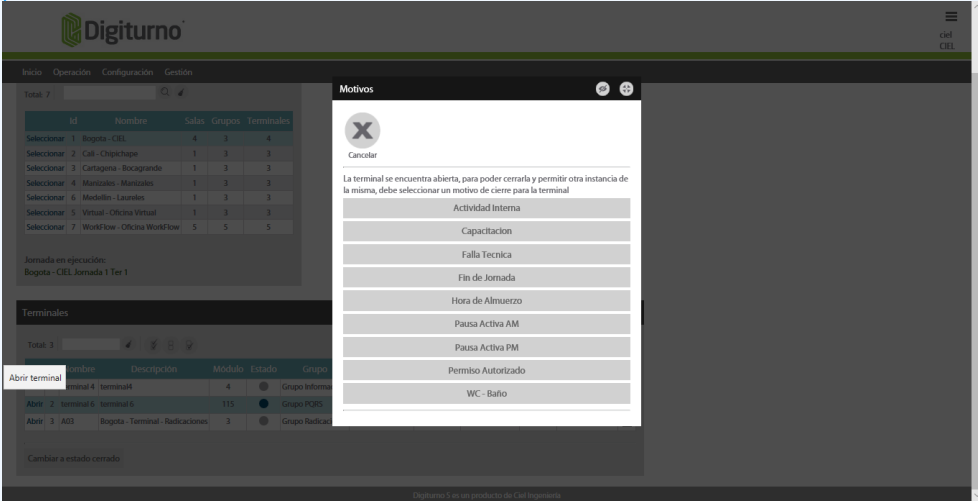 Digiturno
ciel
CIEL
Inicio Operación Configuración Gestión
Total: 7
Id Nombre Salas Grupos Terminales
Seleccionar 1 Bogota - CIEL 4 3 4
Seleccionar 2 Cali - Chipichape 1 3 3
Seleccionar 3 Cartagena - Bocagrande 1 3 3
Seleccionar 4 Manizales - Manizales 1 3 3
Seleccionar 6 Medellin - Laureles 1 3 3
Seleccionar 5 Virtual - Oficina Virtual 1 3 3
Seleccionar 7 WorkFlow - Oficina WorkFlow 5 5 5
Jornada en ejecución:
Bogota - CIEL Jornada 1 Ter 1
Motivos
Cancelar
La terminal se encuentra abierta, para poder cerrarla y permitir otra instancia de
la misma, debe seleccionar un motivo de cierre para la terminal
Actividad Interna
Capacitacion
Falla Tecnica
Fin de Jornada
Hora de Almuerzo
Pausa Activa AM
Pausa Activa PM
Permiso Autorizado
WC - Baño
Terminales
Total: 3
Descripción Módulo Estado Grupo
Abrir terminal
terminal4 4 Grupo Informa
Abrir 2 terminal 6 terminal 6 115 Grupo PQRS
Abrir 3 A03 Bogota - Terminal - Radicaciones 3 Grupo Radicac
Cambiar a estado cerrado
Digiturno 5 es un producto de Ciel Ingeniería